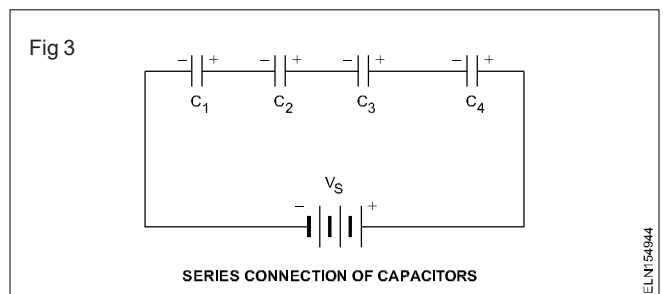 Fig 3
– + – + – + – +
C1 C2 C3 C4
VS
– +
SERIES CONNECTION OF CAPACITORS
ELN154944